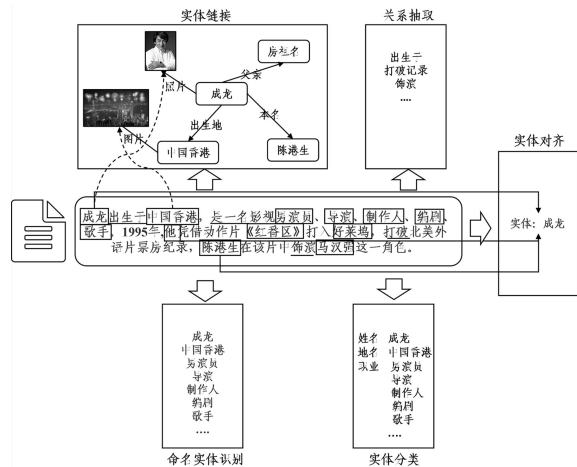 实体链接
关系抽取
房祖名
照片
父亲
成龙
出生地
本名
图片
中国香港
陈港生
出生于
打破记录
饰演
....
实体对齐
实体：成龙
成龙出生于中国香港，是一名影视男演员、导演、制作人、编剧、
歌手，1995年,他凭借动作片《红番区》打入好莱坞，打破北美外
语片票房纪录，陈港生在该片中饰演马汉强这一角色。
成龙
中国香港
男演员
导演
制作人
编剧
歌手
....
命名实体识别
姓名 成龙
地名 中国香港
职业 男演员
导演
制作人
编剧
歌手
....
实体分类